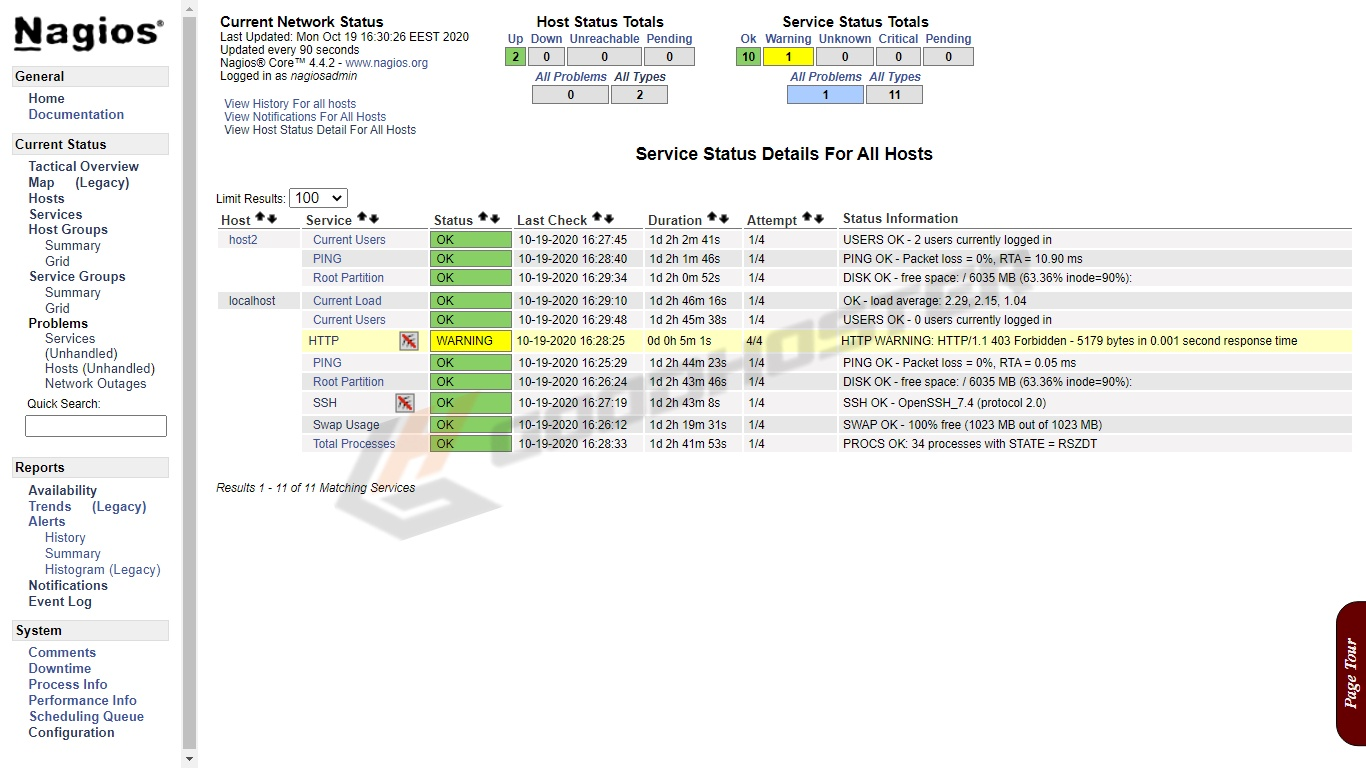 Nagios®
General
Home
Documentation
Current Status
Tactical Overview
Map (Legacy)
Hosts
Services
Host Groups
Summary
Grid
Service Groups
Summary
Grid
Problems
Services
(Unhandled)
Hosts (Unhandled)
Network Outages
Quick Search:
Reports
Availability
Trends (Legacy)
Alerts
History
Summary
Histogram (Legacy)
Notifications
Event Log
System
Comments
Downtime
Process Info
Performance Info
Scheduling Queue
Configuration
Current Network Status
Last Updated: Mon Oct 19 16:30:26 EEST 2020
Updated every 90 seconds
Nagios® Core™ 4.4.2 - www.nagios.org
Logged in as nagiosadmin
View History For all hosts
View Notifications For All Hosts
View Host Status Detail For All Hosts
Host Status Totals
Up Down Unreachable Pending
2 0 0 0
All Problems All Types
0 2
Service Status Totals
Ok Warning Unknown Critical Pending
10 1 0 0 0
All Problems All Types
1 11
Service Status Details For All Hosts
Limit Results: 100
Host Service Status Last Check Duration Attempt Status Information
host2 Current Users OK 10-19-2020 16:27:45 1d 2h 2m 41s 1/4 USERS OK - 2 users currently logged in
PING OK 10-19-2020 16:28:40 1d 2h 1m 46s 1/4 PING OK - Packet loss = 0%, RTA = 10.90 ms
Root Partition OK 10-19-2020 16:29:34 1d 2h 0m 52s 1/4 DISK OK - free space: / 6035 MB (63.36% inode=90%):
localhost Current Load OK 10-19-2020 16:29:10 1d 2h 46m 16s 1/4 OK - load average: 2.29, 2.15, 1.04
Current Users OK 10-19-2020 16:29:48 1d 2h 45m 38s 1/4 USERS OK - 0 users currently logged in
HTTP WARNING 10-19-2020 16:28:25 0d 0h 5m 1s 4/4 HTTP WARNING: HTTP/1.1 403 Forbidden - 5179 bytes in 0.001 second response time
PING OK 10-19-2020 16:25:29 1d 2h 44m 23s 1/4 PING OK - Packet loss = 0%, RTA = 0.05 ms
Root Partition OK 10-19-2020 16:26:24 1d 2h 43m 46s 1/4 DISK OK - free space: / 6035 MB (63.36% inode=90%):
SSH OK 10-19-2020 16:27:19 1d 2h 43m 8s 1/4 SSH OK - OpenSSH_7.4 (protocol 2.0)
Swap Usage OK 10-19-2020 16:26:12 1d 2h 19m 31s 1/4 SWAP OK - 100% free (1023 MB out of 1023 MB)
Total Processes OK 10-19-2020 16:28:33 1d 2h 41m 53s 1/4 PROCS OK: 34 processes with STATE = RSZDT
Results 1 - 11 of 11 Matching Services
GOODHOSTER
Page Tour